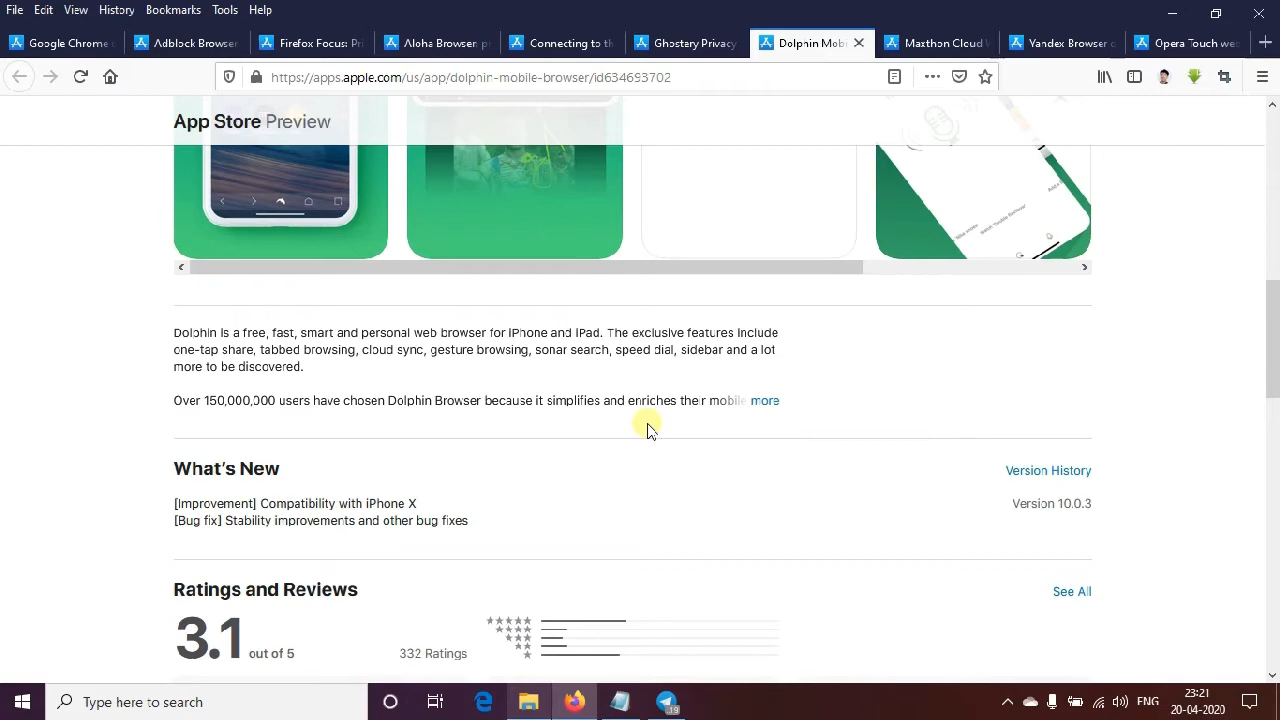 File Edit View History Bookmarks Tools Help
Google Chrome Adblock Browser Firefox Focus: Pri Aloha Browser p Connecting to th Ghostery Privacy Dolphin Mobi Maxthon Cloud Yandex Browser Opera Touch we
https://apps.apple.com/us/app/dolphin-mobile-browser/id634693702
App Store Preview
Dolphin is a free, fast, smart and personal web browser for iPhone and iPad. The exclusive features include
one-tap share, tabbed browsing, cloud sync, gesture browsing, sonar search, speed dial, sidebar and a lot
more to be discovered.
Over 150,000,000 users have chosen Dolphin Browser because it simplifies and enriches their mobile more
What's New
Version History
[Improvement] Compatibility with iPhone X
Version 10.0.3
[Bug fix] Stability improvements and other bug fixes
Ratings and Reviews
See All
3.1 out of 5
332 Ratings
Type here to search
19
ENG
23:21
20-04-2020